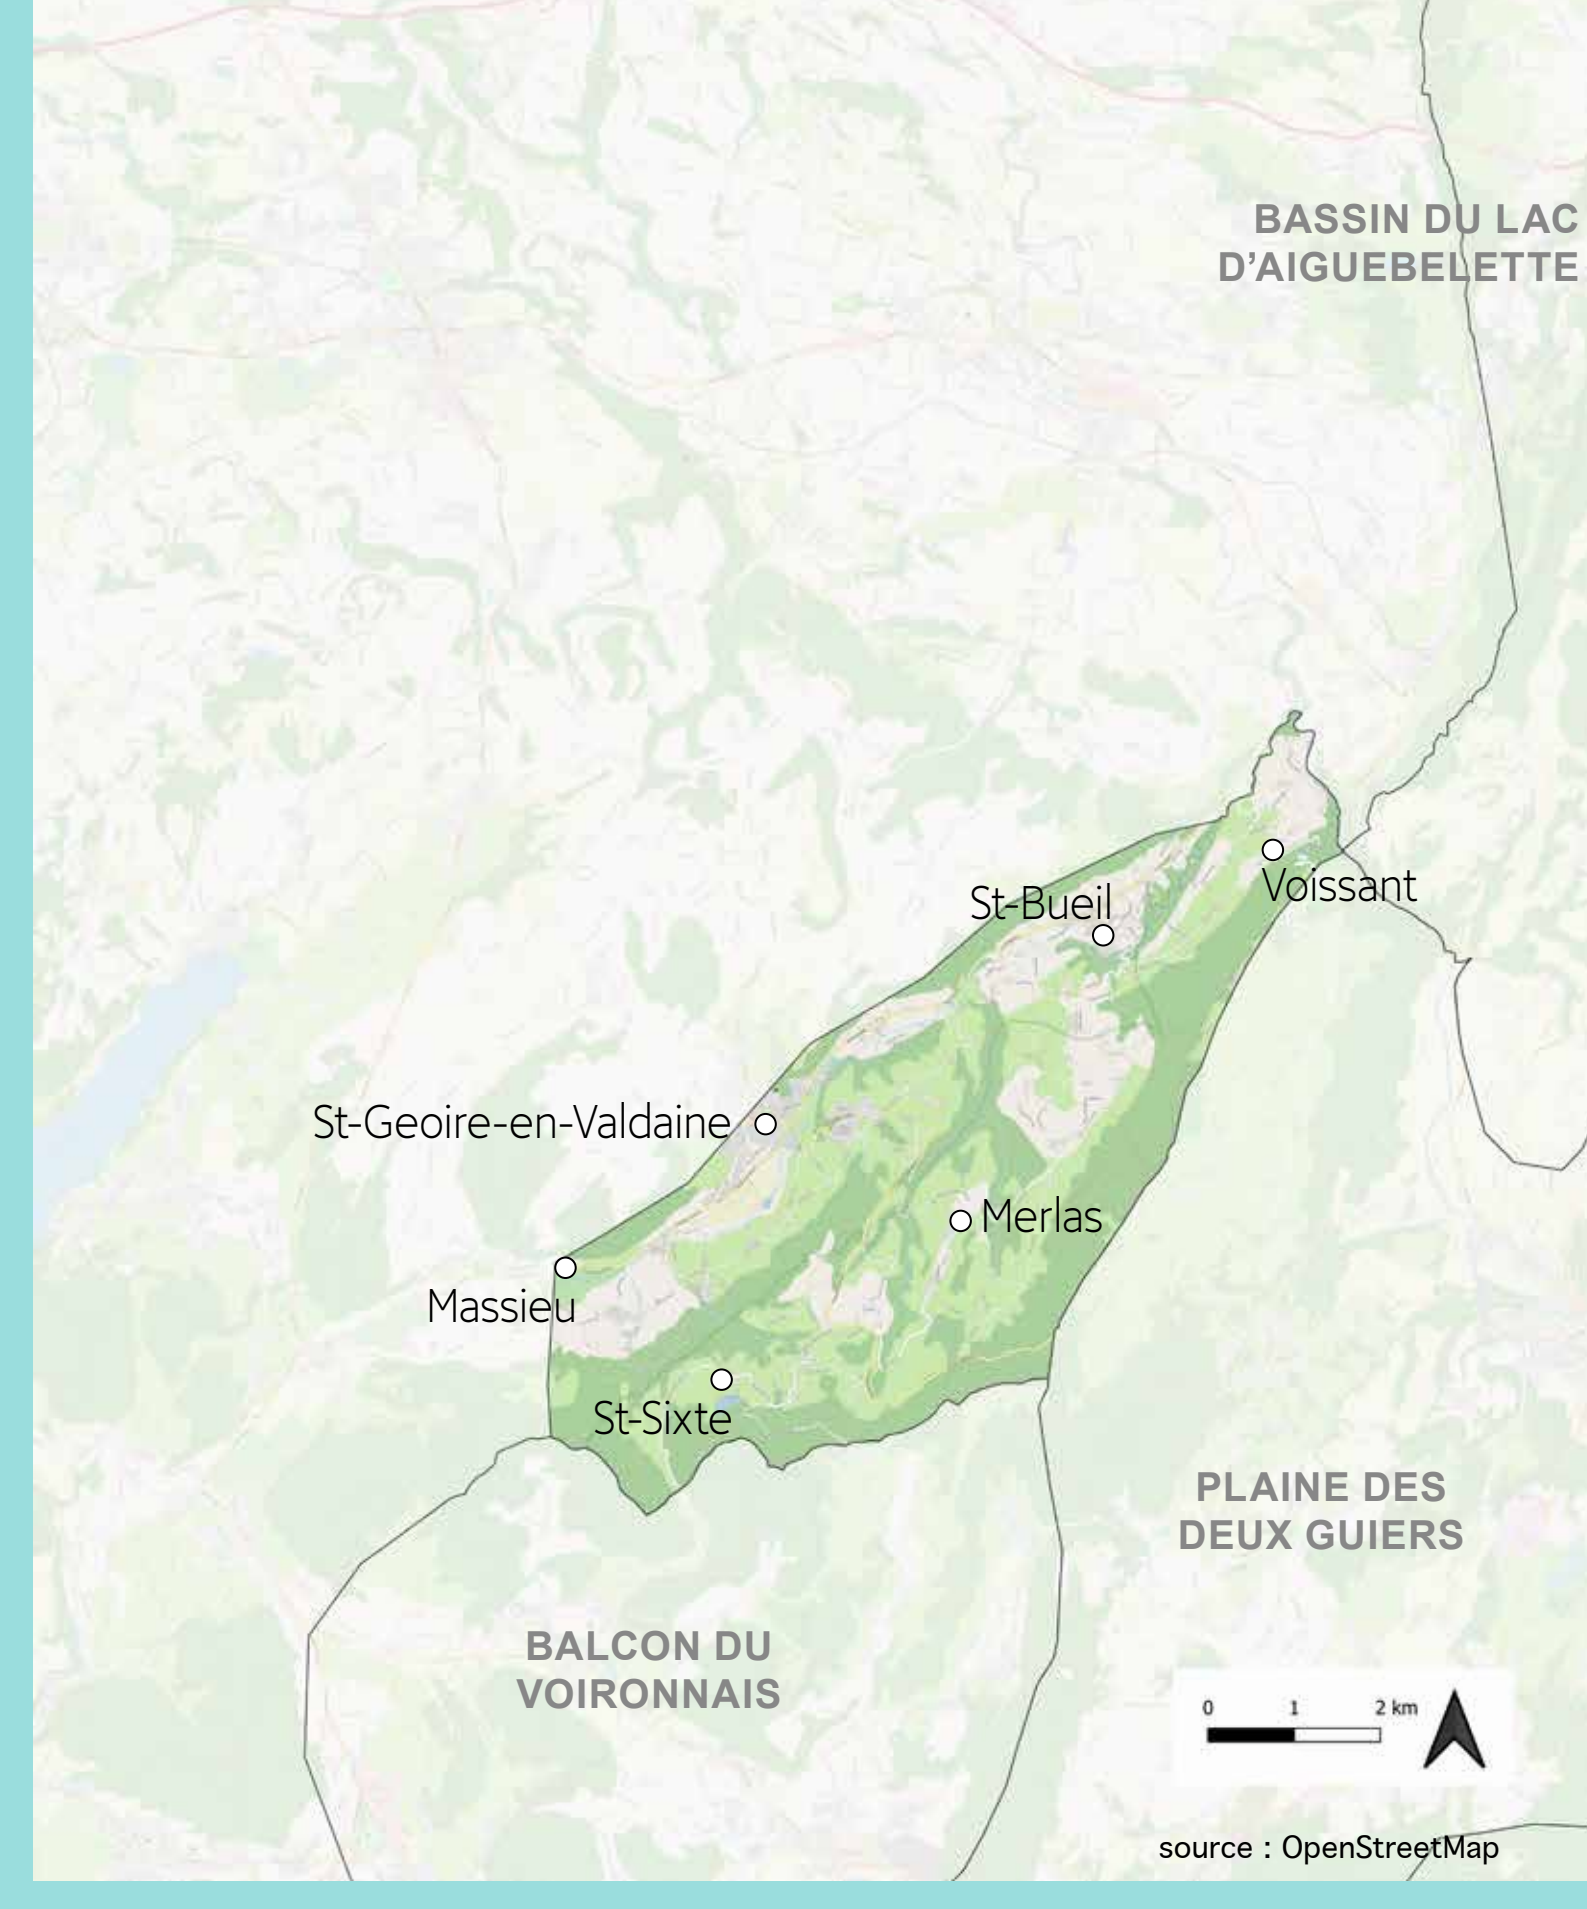 BASSIN DU LAC
D'AIGUEBELETTE
Voissant
St-Bueil
St-Geoire-en-Valdaine
Merlas
Massieu
St-Sixte
PLAINE DES
DEUX GUIERS
BALCON DU
VOIRONNAIS
0 1 2 km
source : OpenStreetMap